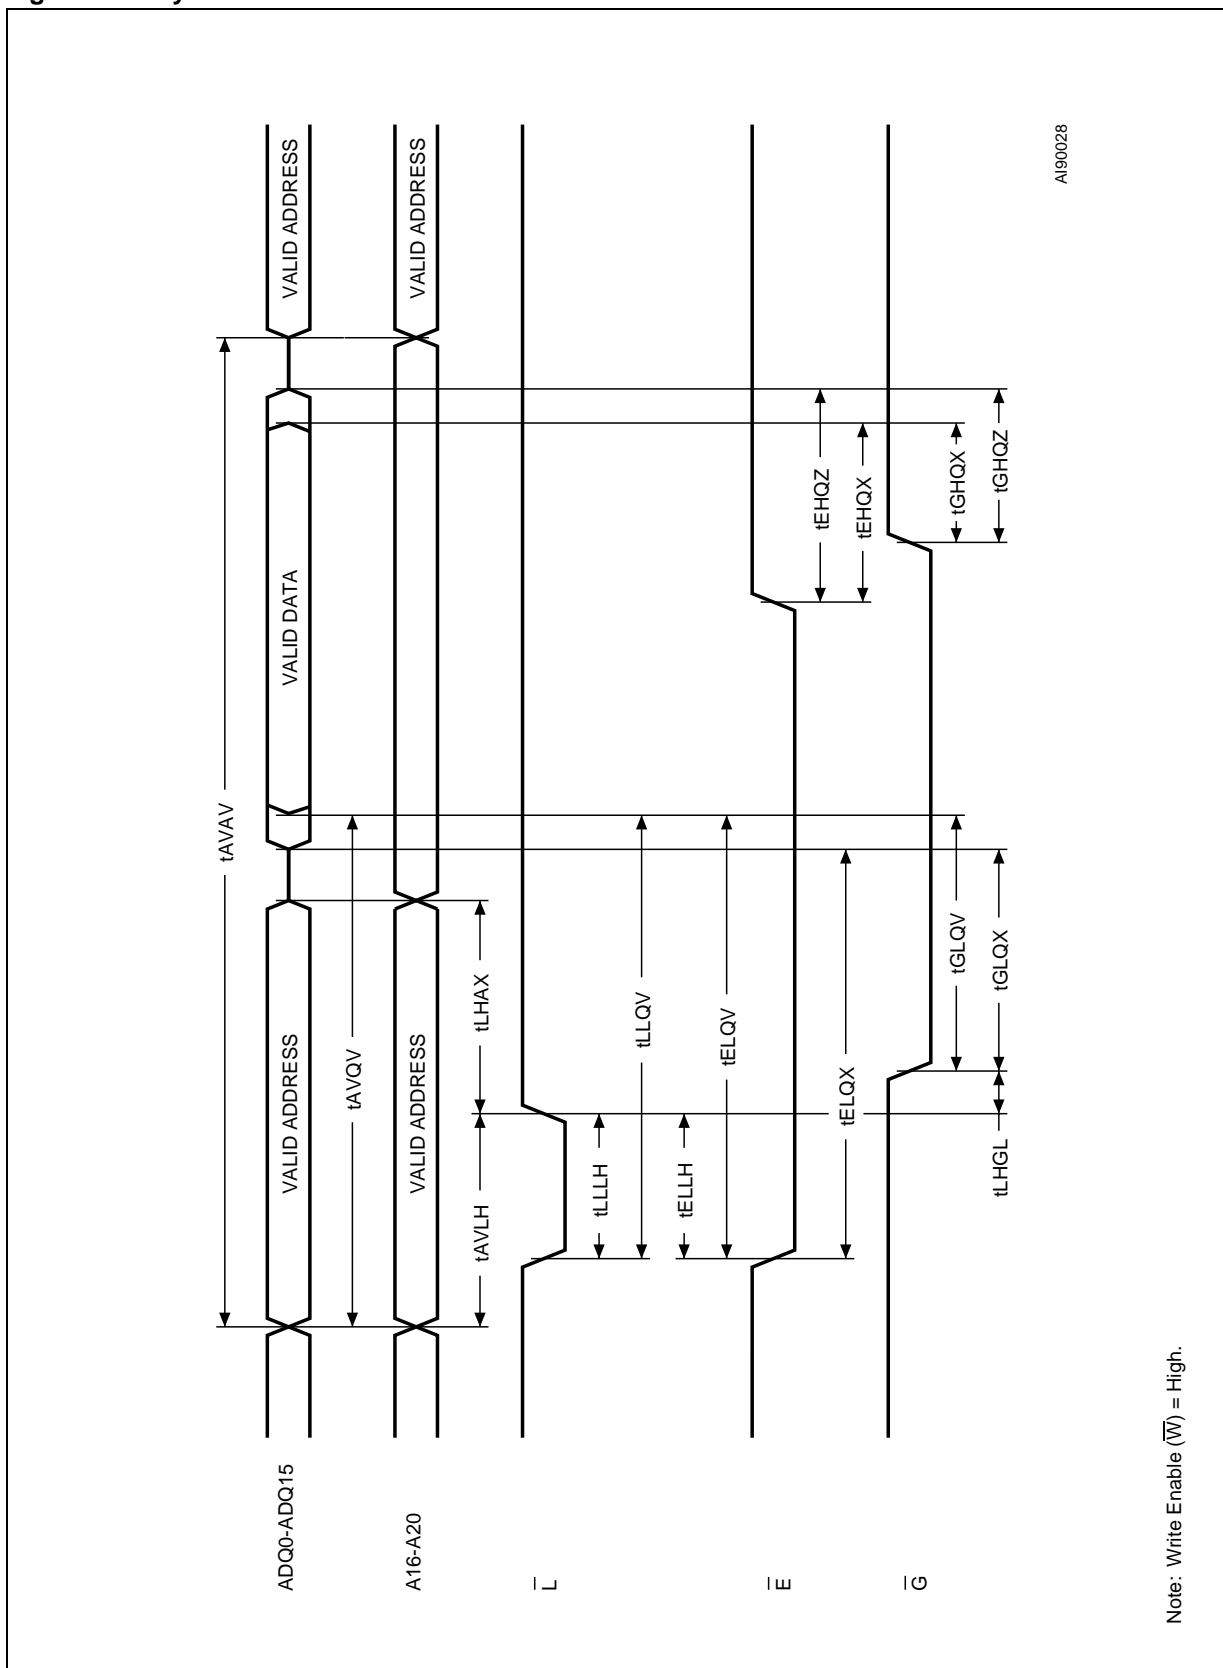 ADQ0-ADQ15
VALID ADDRESS
VALID DATA
VALID ADDRESS
tAVAV
tAVQV
A16-A20
VALID ADDRESS
VALID ADDRESS
tAVLH
tLHAX
L̅
tLLLH
tLLQV
tELLH
tELQV
E̅
tELQX
tEHQZ
tEHQX
G̅
tGLQV
tGHQX
tLHGL
tGLQX
tGHQZ
AI90028
Note: Write Enable (W̅) = High.